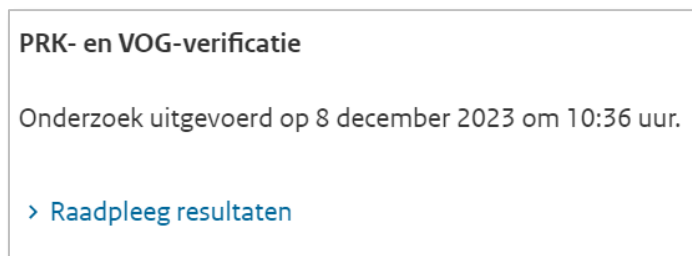 PRK- en VOG-verificatie
Onderzoek uitgevoerd op 8 december 2023 om 10:36 uur.
> Raadpleeg resultaten